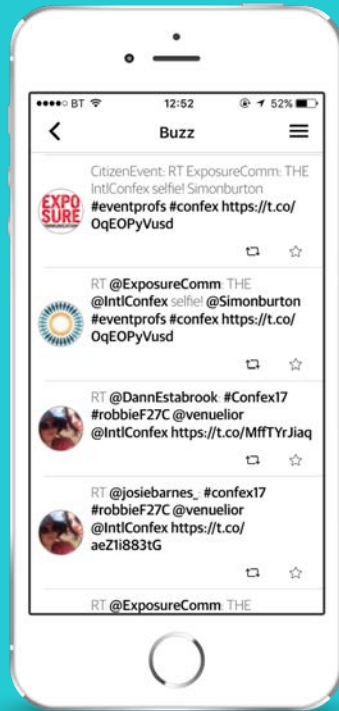 BT 12:52 52%
Buzz
CitizenEvent: RT ExposureComm: THE
IntlConfex selfie! Simonburton
#eventprofs #confex https://t.co/
OqEOPyVusd
EXPO
SURE
RT @ExposureComm: THE
@IntlConfex selfie! @Simonburton
#eventprofs #confex https://t.co/
OqEOPyVusd
RT @DannEstabrook: #Confex17
#robbieF27C @venuelior
@IntlConfex https://t.co/MffTYrJiaq
RT @josiebarnes_: #confex17
#robbieF27C @venuelior
@IntlConfex https://t.co/
aeZ1i883tG
RT @ExposureComm: THE